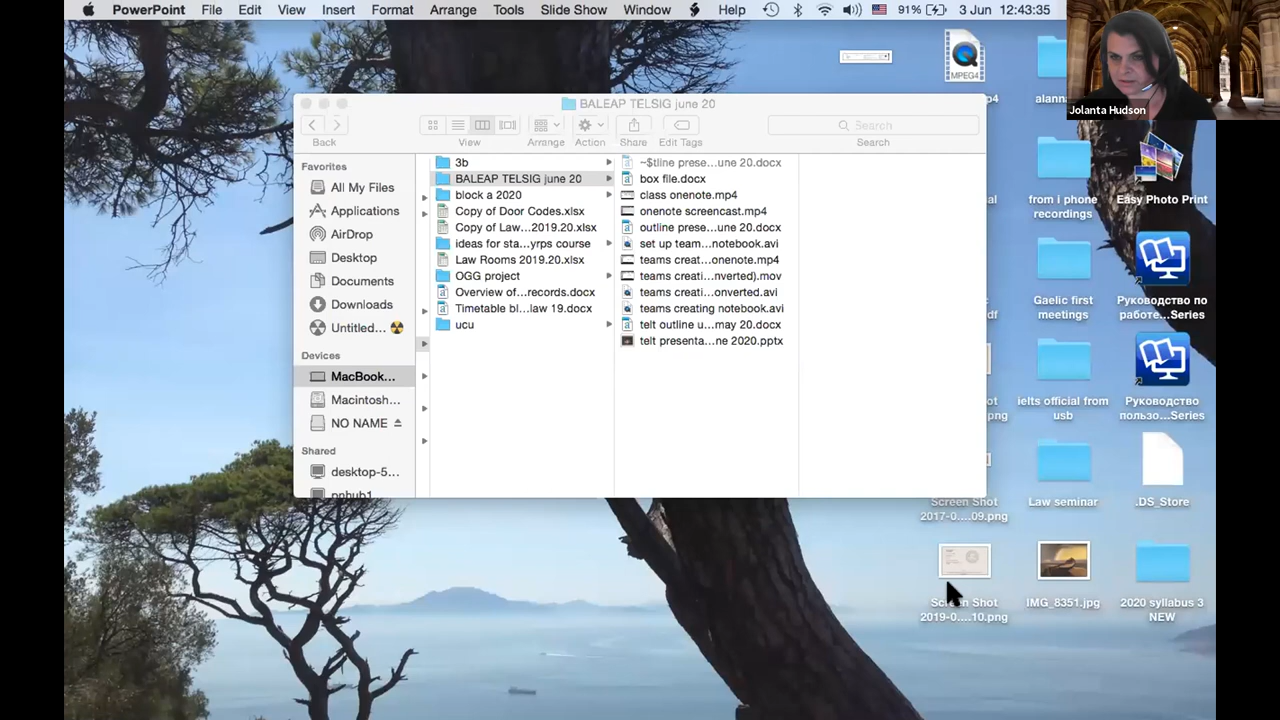 PowerPoint File Edit View Insert Format Arrange Tools Slide Show Window Help 91% 3 Jun 12:43:35
MPEG4
Jolanta Hudson
BALEAP TELSIG june 20
Search
Back View Arrange Action Share Edit Tags Search
Favorites
All My Files
Applications
AirDrop
Desktop
Documents
Downloads
Untitled...
Devices
MacBook...
Macintosh...
NO NAME
Shared
desktop-5...
pphub1
3b
BALEAP TELSIG june 20
block a 2020
Copy of Door Codes.xlsx
Copy of Law...2019.20.xlsx
ideas for sta...yrps course
Law Rooms 2019.20.xlsx
OGG project
Overview of...records.docx
Timetable bl...law 19.docx
ucu
~$tline prese...une 20.docx
box file.docx
class onenote.mp4
onenote screencast.mp4
outline prese...une 20.docx
set up team...notebook.avi
teams creat...onenote.mp4
teams creati...nverted).mov
teams creati...onverted.avi
teams creating notebook.avi
telt outline u...may 20.docx
telt presenta...ne 2020.pptx
p4
alanna
al
from i phone
recordings
Easy Photo Print
df
Gaelic first
meetings
Руководство по
работе...Series
ot
png
ielts official from
usb
Руководство
пользо...Series
Screen Shot
2017-0....09.png
Law seminar
.DS_Store
Screen Shot
2019-0....10.png
IMG_8351.jpg
2020 syllabus 3
NEW